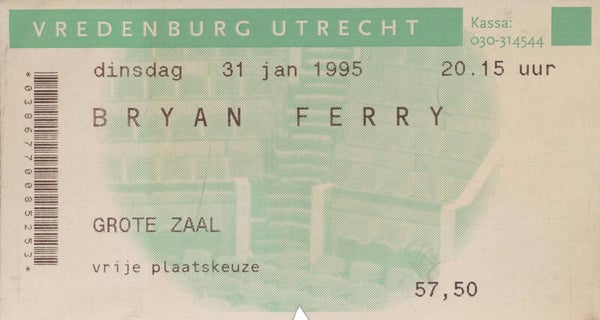 VREDENBURG UTRECHT
Kassa:
030-314544
dinsdag 31 jan 1995 20.15 uur
BRYAN FERRY
GROTE ZAAL
vrije plaatskeuze
57,50
*0386770085253*